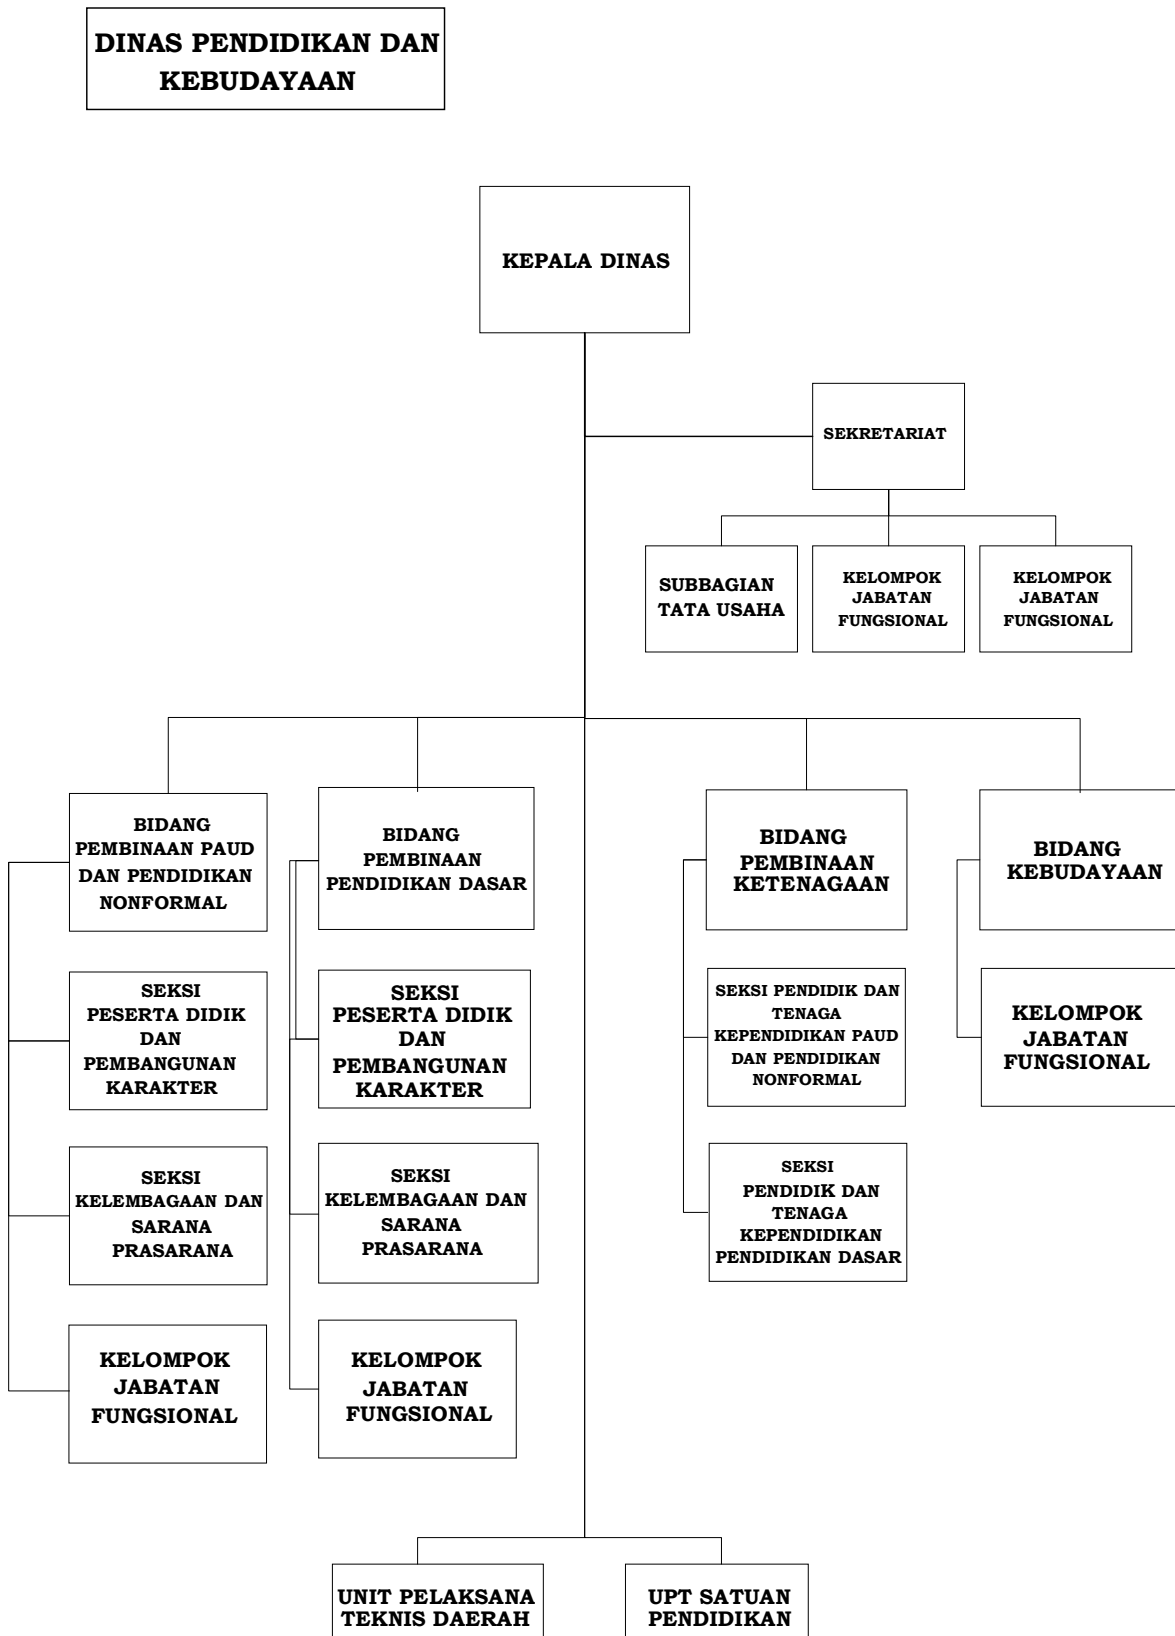 DINAS PENDIDIKAN DAN
KEBUDAYAAN
KEPALA DINAS
SEKRETARIAT
SUBBAGIAN
TATA USAHA
KELOMPOK
JABATAN
FUNGSIONAL
KELOMPOK
JABATAN
FUNGSIONAL
BIDANG
PEMBINAAN PAUD
DAN PENDIDIKAN
NONFORMAL
BIDANG
PEMBINAAN
PENDIDIKAN DASAR
BIDANG
PEMBINAAN
KETENAGAAN
BIDANG
KEBUDAYAAN
SEKSI
PESERTA DIDIK
DAN
PEMBANGUNAN
KARAKTER
SEKSI
PESERTA DIDIK
DAN
PEMBANGUNAN
KARAKTER
SEKSI PENDIDIK DAN
TENAGA
KEPENDIDIKAN PAUD
DAN PENDIDIKAN
NONFORMAL
KELOMPOK
JABATAN
FUNGSIONAL
SEKSI
KELEMBAGAAN DAN
SARANA
PRASARANA
SEKSI
KELEMBAGAAN DAN
SARANA
PRASARANA
SEKSI
PENDIDIK DAN
TENAGA
KEPENDIDIKAN
PENDIDIKAN DASAR
KELOMPOK
JABATAN
FUNGSIONAL
KELOMPOK
JABATAN
FUNGSIONAL
UNIT PELAKSANA
TEKNIS DAERAH
UPT SATUAN
PENDIDIKAN